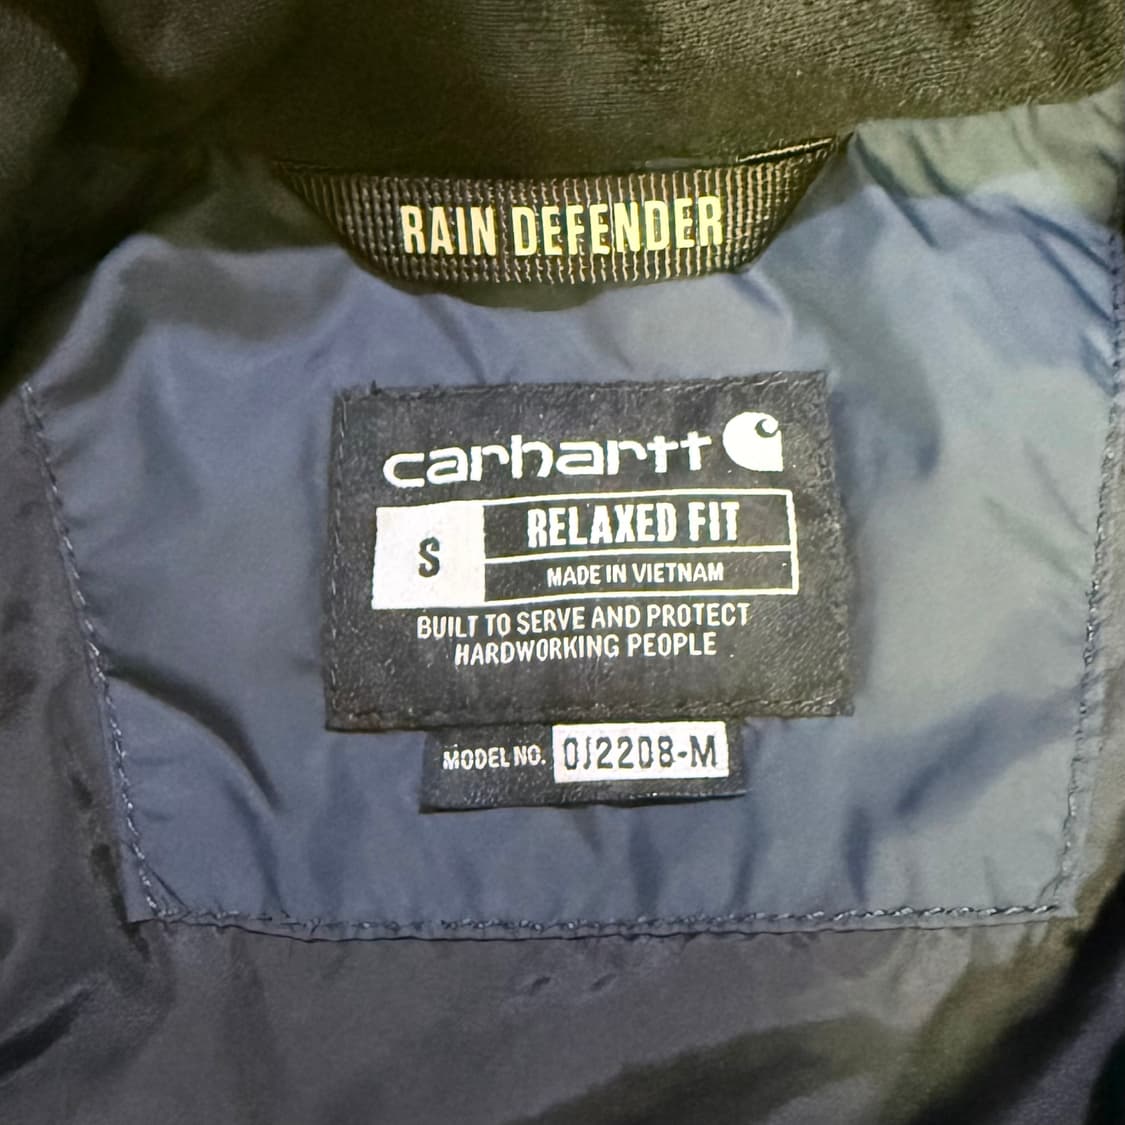 RAIN DEFENDER
carhartt
S
RELAXED FIT
MADE IN VIETNAM
BUILT TO SERVE AND PROTECT
HARDWORKING PEOPLE
MODEL NO. OJ2208-M